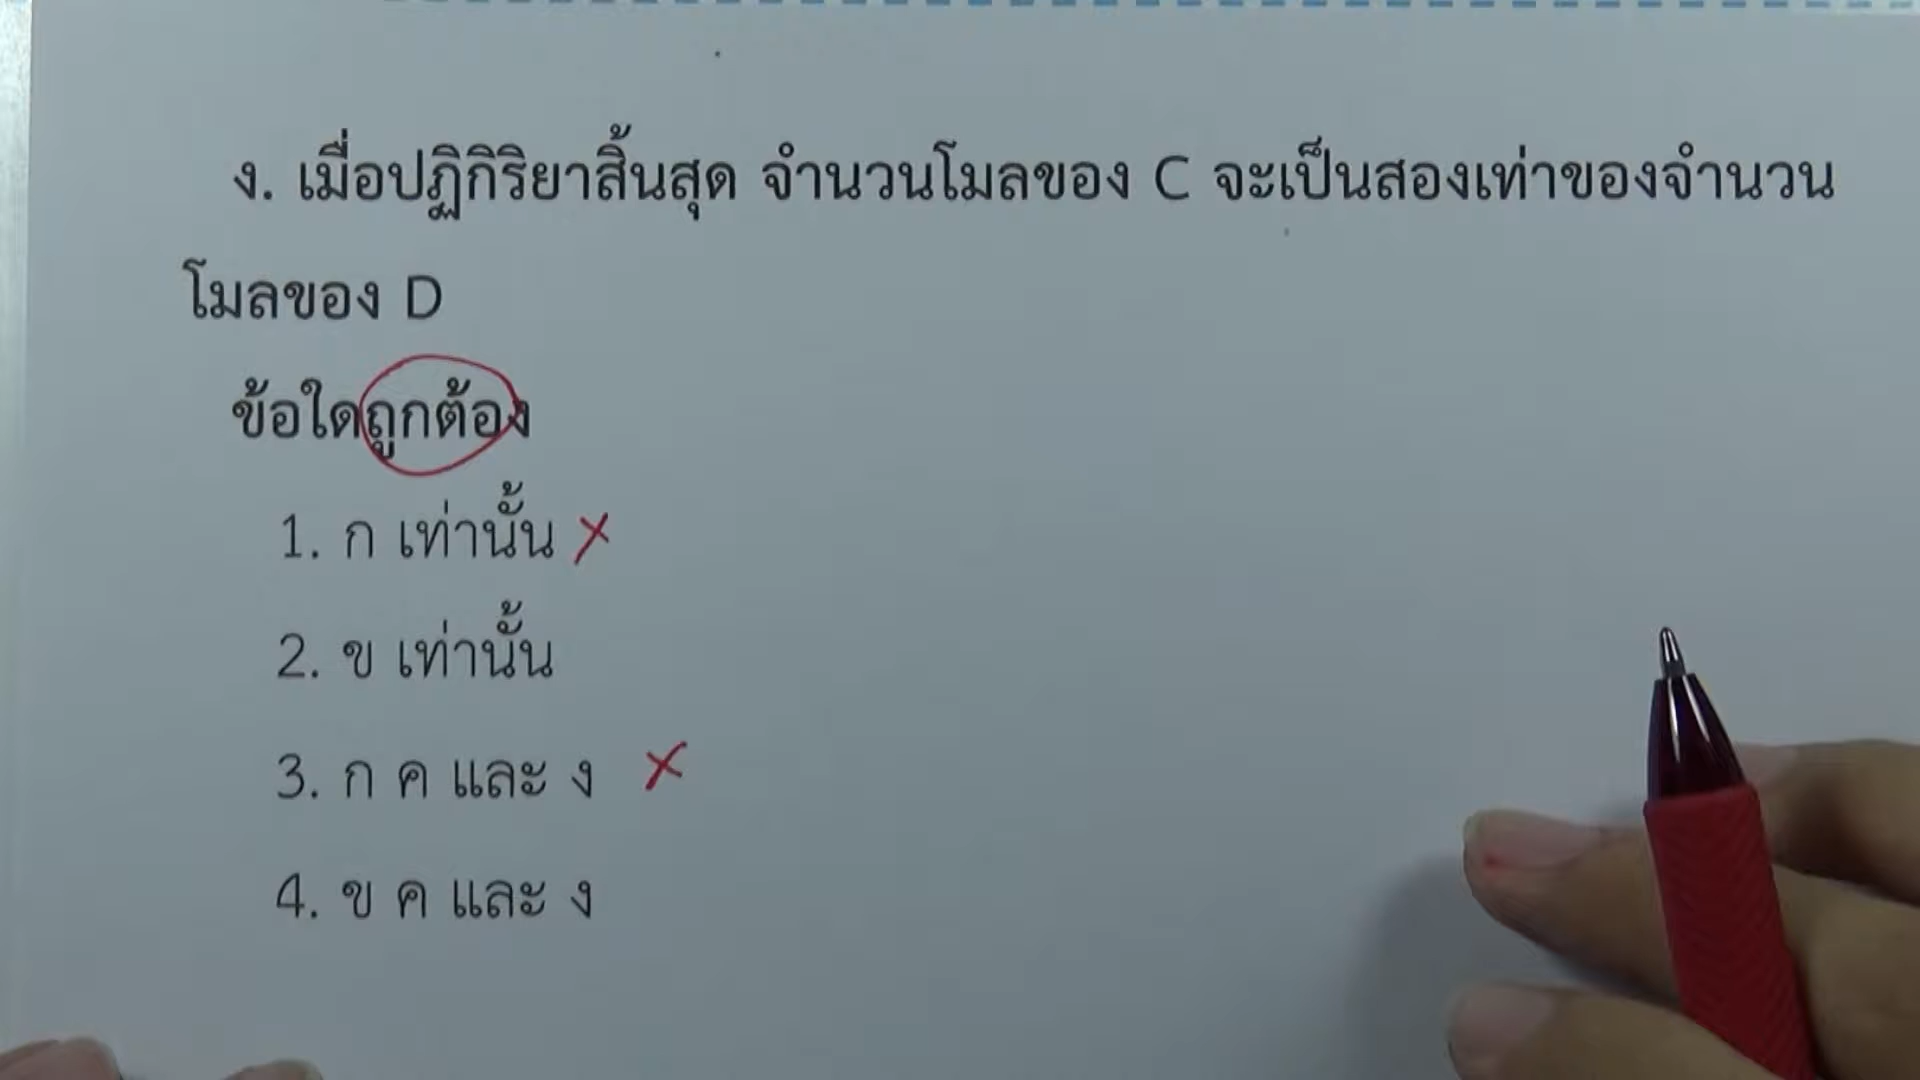 ง. เมื่อปฏิกิริยาสิ้นสุด จำนวนโมลของ C จะเป็นสองเท่าของจำนวน
โมลของ D
ข้อใดถูกต้อง
1. ก เท่านั้น ✗
2. ข เท่านั้น
3. ก ค และ ง ✗
4. ข ค และ ง